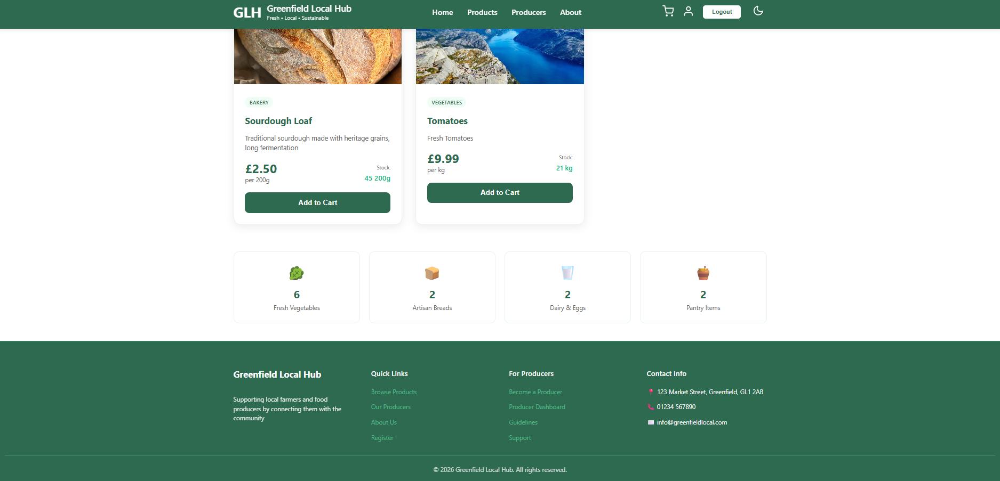 GLH
Greenfield Local Hub
Fresh • Local • Sustainable
Home
Products
Producers
About
Logout
BAKERY
Sourdough Loaf
Traditional sourdough made with heritage grains,
long fermentation
£2.50
per 200g
Stock:
45 200g
Add to Cart
VEGETABLES
Tomatoes
Fresh Tomatoes
£9.99
per kg
Stock:
21 kg
Add to Cart
6
Fresh Vegetables
2
Artisan Breads
2
Dairy & Eggs
2
Pantry Items
Greenfield Local Hub
Supporting local farmers and food
producers by connecting them with the
community
Quick Links
Browse Products
Our Producers
About Us
Register
For Producers
Become a Producer
Producer Dashboard
Guidelines
Support
Contact Info
📍 123 Market Street, Greenfield, GL1 2AB
📞 01234 567890
✉️ info@greenfieldlocal.com
© 2026 Greenfield Local Hub. All rights reserved.